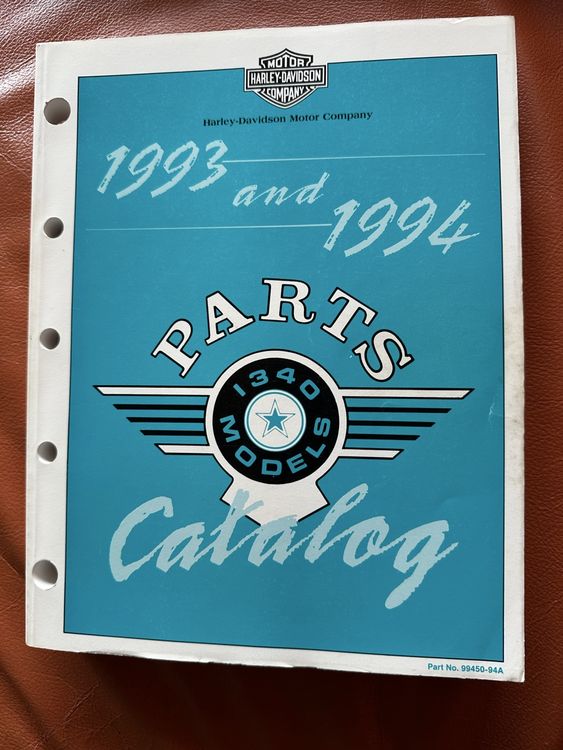 MOTOR
HARLEY-DAVIDSON
COMPANY
Harley-Davidson Motor Company
1993
and
1994
PARTS
1340
MODELS
Catalog
Part No. 99450-94A